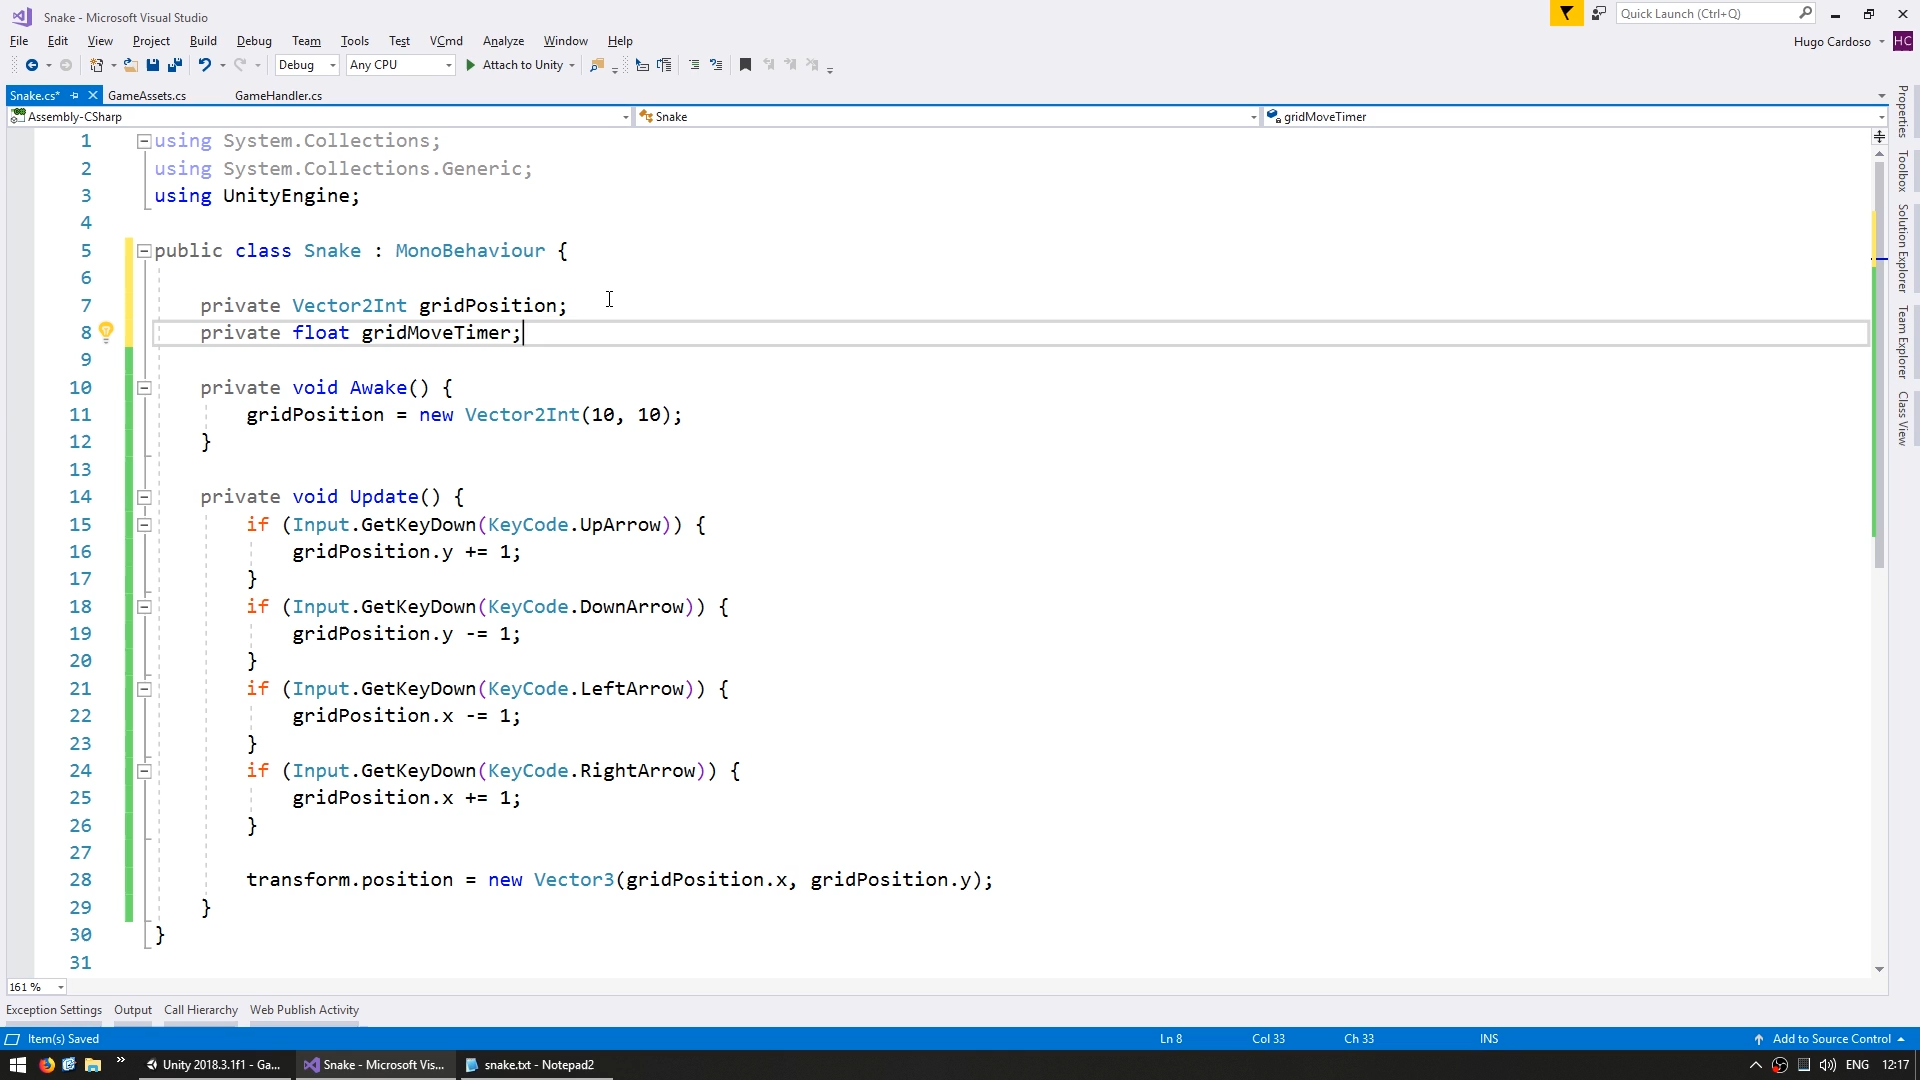 Snake - Microsoft Visual Studio
Quick Launch (Ctrl+Q)
File Edit View Project Build Debug Team Tools Test VCmd Analyze Window Help
Hugo Cardoso HC
Debug Any CPU Attach to Unity
Snake.cs* GameAssets.cs GameHandler.cs
Assembly-CSharp Snake gridMoveTimer
1 using System.Collections;
2 using System.Collections.Generic;
3 using UnityEngine;
4
5 public class Snake : MonoBehaviour {
6
7 private Vector2Int gridPosition;
8 private float gridMoveTimer;
9
10 private void Awake() {
11 gridPosition = new Vector2Int(10, 10);
12 }
13
14 private void Update() {
15 if (Input.GetKeyDown(KeyCode.UpArrow)) {
16 gridPosition.y += 1;
17 }
18 if (Input.GetKeyDown(KeyCode.DownArrow)) {
19 gridPosition.y -= 1;
20 }
21 if (Input.GetKeyDown(KeyCode.LeftArrow)) {
22 gridPosition.x -= 1;
23 }
24 if (Input.GetKeyDown(KeyCode.RightArrow)) {
25 gridPosition.x += 1;
26 }
27
28 transform.position = new Vector3(gridPosition.x, gridPosition.y);
29 }
30 }
31
Properties
Toolbox
Solution Explorer
Team Explorer
Class View
161 %
Exception Settings Output Call Hierarchy Web Publish Activity
Item(s) Saved Ln 8 Col 33 Ch 33 INS Add to Source Control
Unity 2018.3.1f1 - Ga... Snake - Microsoft Vis... snake.txt - Notepad2 ENG 12:17